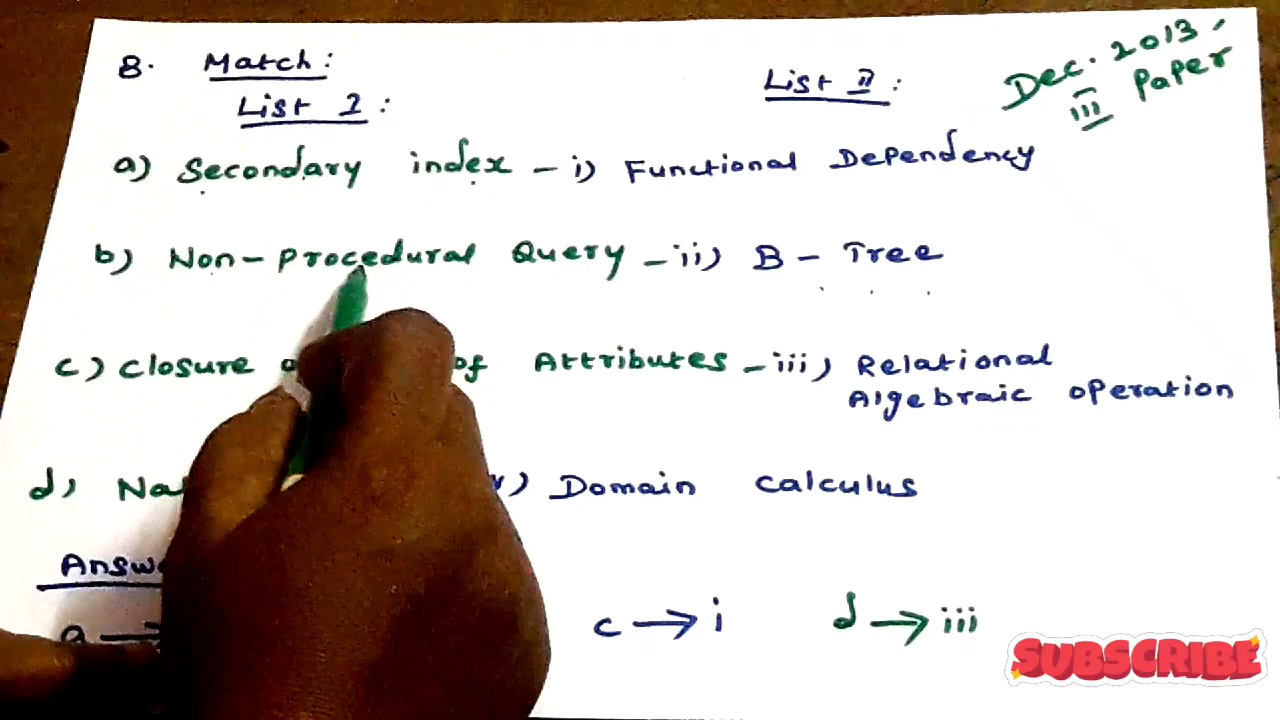 8. Match:
List I:
List II:
Dec. 2013,
III Paper
a) Secondary index - i) Functional Dependency
b) Non-Procedural Query - ii) B - Tree
c) Closure of Attributes - iii) Relational
Algebraic operation
d) Domain calculus
c → i d → iii
SUBSCRIBE